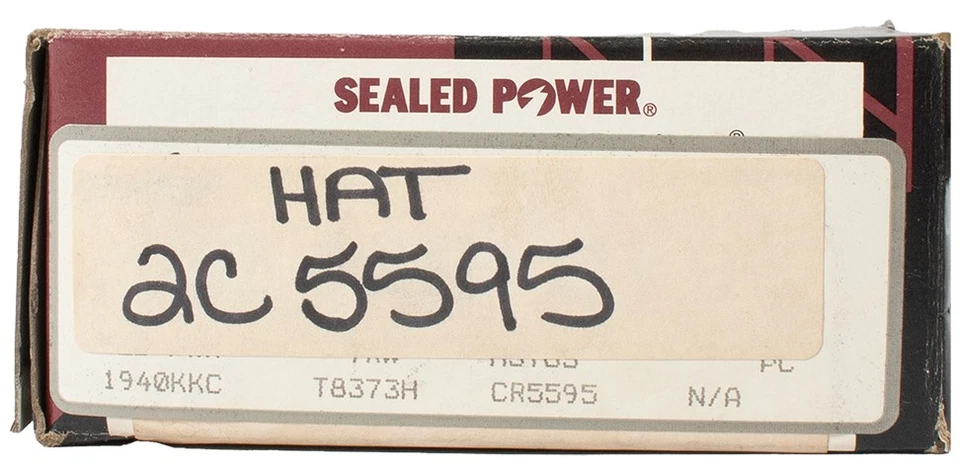 SEALED POWER®
®
HAT
2C 5595
1940KKC T8373H CR5595 N/A